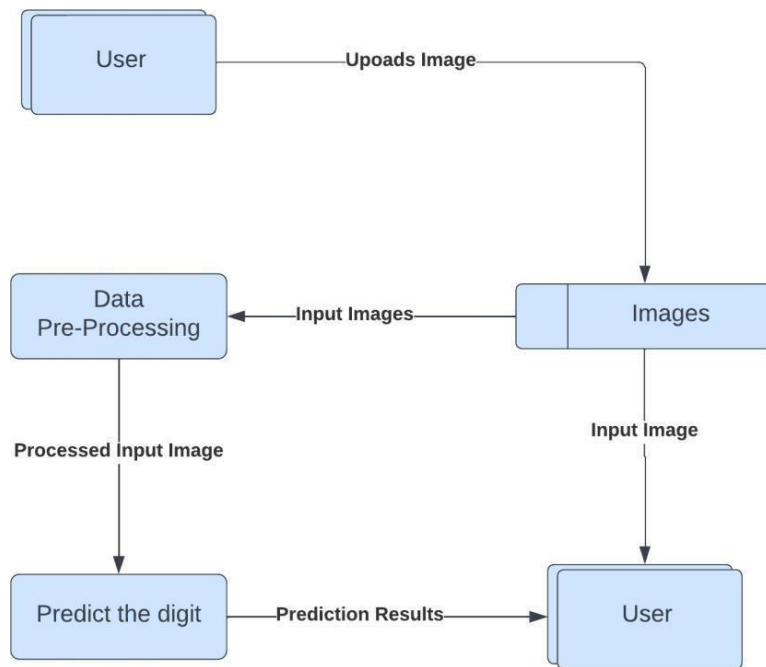 User
Upoads Image
Data
Pre-Processing
Input Images
Images
Processed Input Image
Input Image
Predict the digit
Prediction Results
User